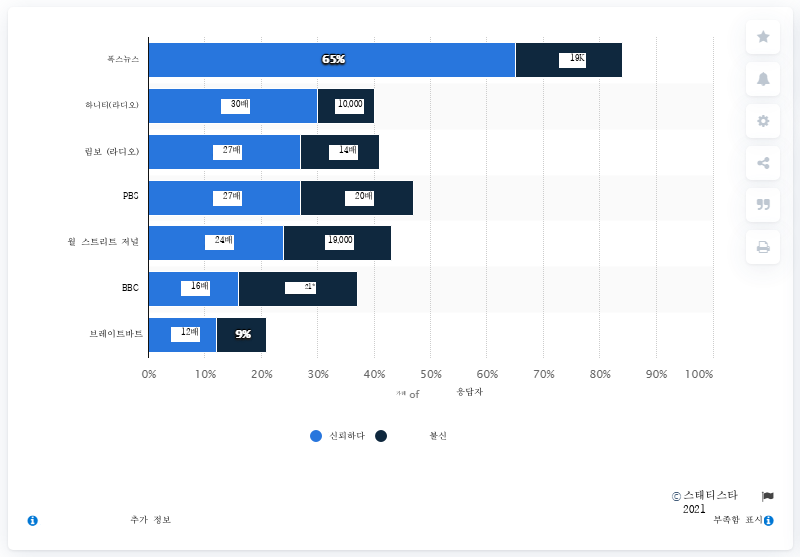 폭스뉴스 65% 19K
하니티(라디오) 30배 10,000
림보 (라디오) 27배 14배
PBS 27배 20배
월 스트리트 저널 24배 19,000
BBC 16배 21*
브레이트바트 12배 9%
0% 10% 20% 30% 40% 50% 60% 70% 80% 90% 100%
of 응답자
신뢰하다 불신
© 스태티스타
2021
추가 정보 부족함 표시